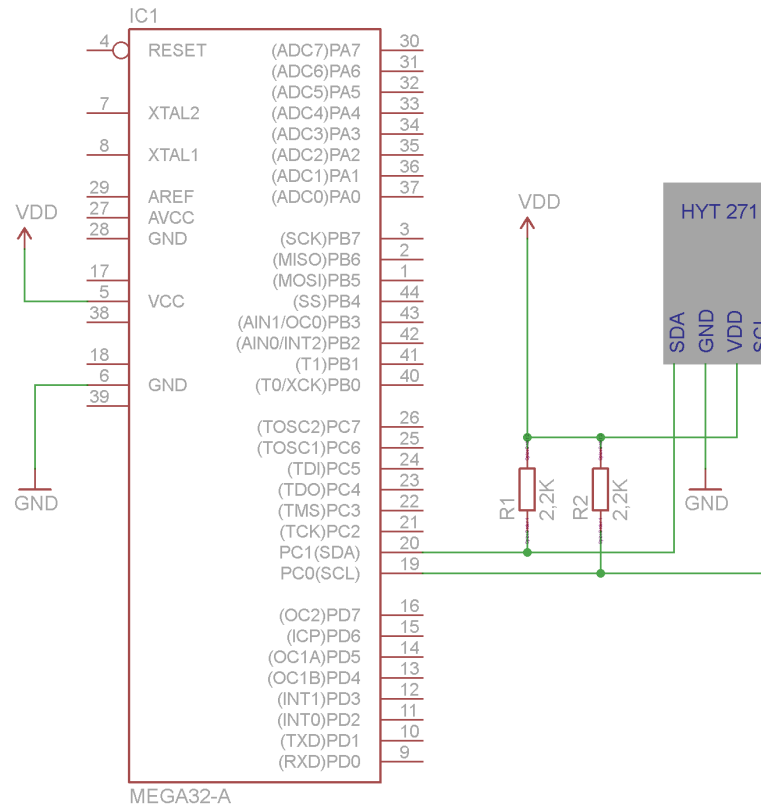 IC1
4 RESET (ADC7)PA7 30
(ADC6)PA6 31
(ADC5)PA5 32
7 XTAL2 (ADC4)PA4 33
(ADC3)PA3 34
8 XTAL1 (ADC2)PA2 35
(ADC1)PA1 36
29 AREF (ADC0)PA0 37
27 AVCC
28 GND (SCK)PB7 3
(MISO)PB6 2
17 (MOSI)PB5 1
5 VCC (SS)PB4 44
38 (AIN1/OC0)PB3 43
(AIN0/INT2)PB2 42
18 (T1)PB1 41
6 GND (T0/XCK)PB0 40
39
(TOSC2)PC7 26
(TOSC1)PC6 25
(TDI)PC5 24
(TDO)PC4 23
(TMS)PC3 22
(TCK)PC2 21
PC1(SDA) 20
PC0(SCL) 19
(OC2)PD7 16
(ICP)PD6 15
(OC1A)PD5 14
(OC1B)PD4 13
(INT1)PD3 12
(INT0)PD2 11
(TXD)PD1 10
(RXD)PD0 9
MEGA32-A
VDD
GND
VDD
R1
2,2K
R2
2,2K
HYT 271
SDA
GND
VDD
SCL
GND